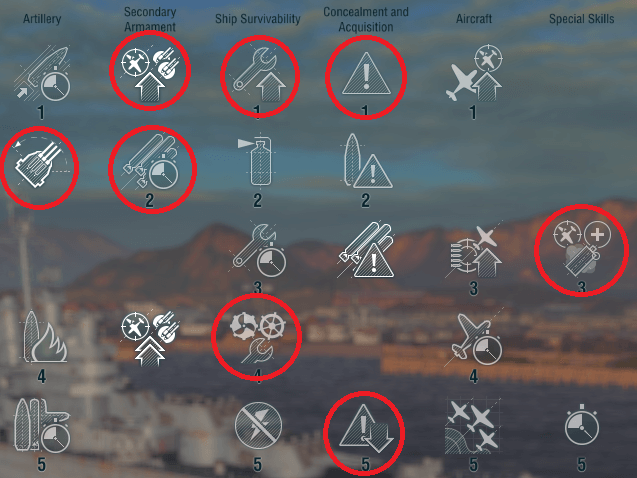 Artillery Secondary Armament Ship Survivability Concealment and Acquisition Aircraft Special Skills
1 1 1 1
2 2 2
3 3 3
4 4 4
5 5 5 5 5